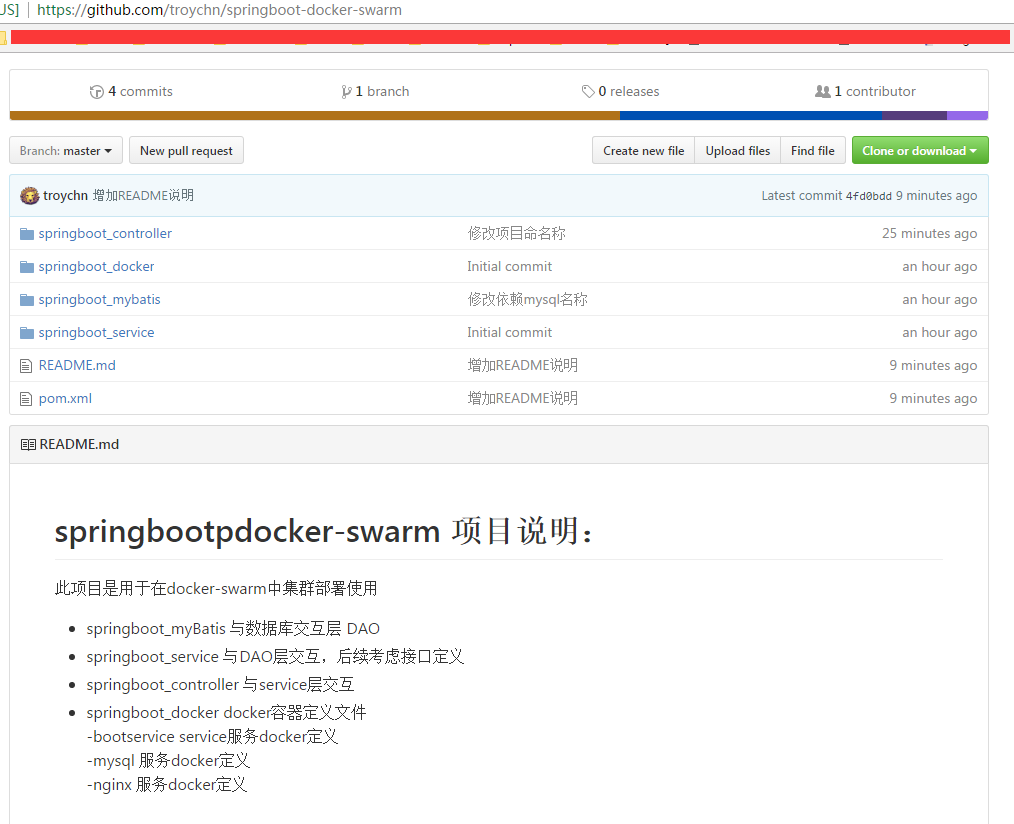 US] https://github.com/troychn/springboot-docker-swarm
4 commits 1 branch 0 releases 1 contributor
Branch: master New pull request Create new file Upload files Find file Clone or download
troychn 增加README说明 Latest commit 4fd0bdd 9 minutes ago
springboot_controller 修改项目命名称 25 minutes ago
springboot_docker Initial commit an hour ago
springboot_mybatis 修改依赖mysql名称 an hour ago
springboot_service Initial commit an hour ago
README.md 增加README说明 9 minutes ago
pom.xml 增加README说明 9 minutes ago
README.md
springbootpdocker-swarm 项目说明：
此项目是用于在docker-swarm中集群部署使用
springboot_myBatis 与数据库交互层 DAO
springboot_service 与DAO层交互，后续考虑接口定义
springboot_controller 与service层交互
springboot_docker docker容器定义文件
-bootservice service服务docker定义
-mysql 服务docker定义
-nginx 服务docker定义